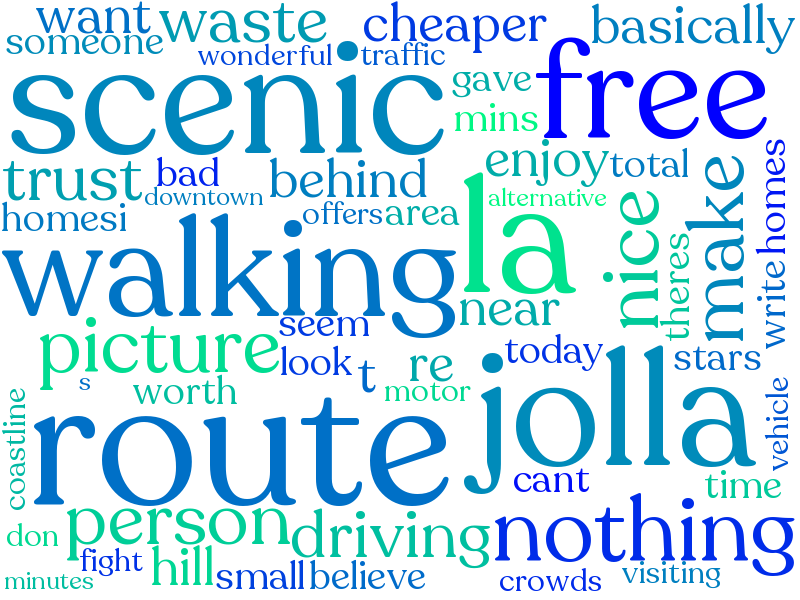 want waste cheaper basically
someone wonderful traffic
scenic gave free
mins
trust bad behind enjoy total
downtown la alternative make homes
homesi offers area nice
walking near theres write
picture seem
look t re today stars
s worth motor jolla vehicle
coastline route
cant time
don person driving nothing
fight hill small believe visiting
minutes crowds